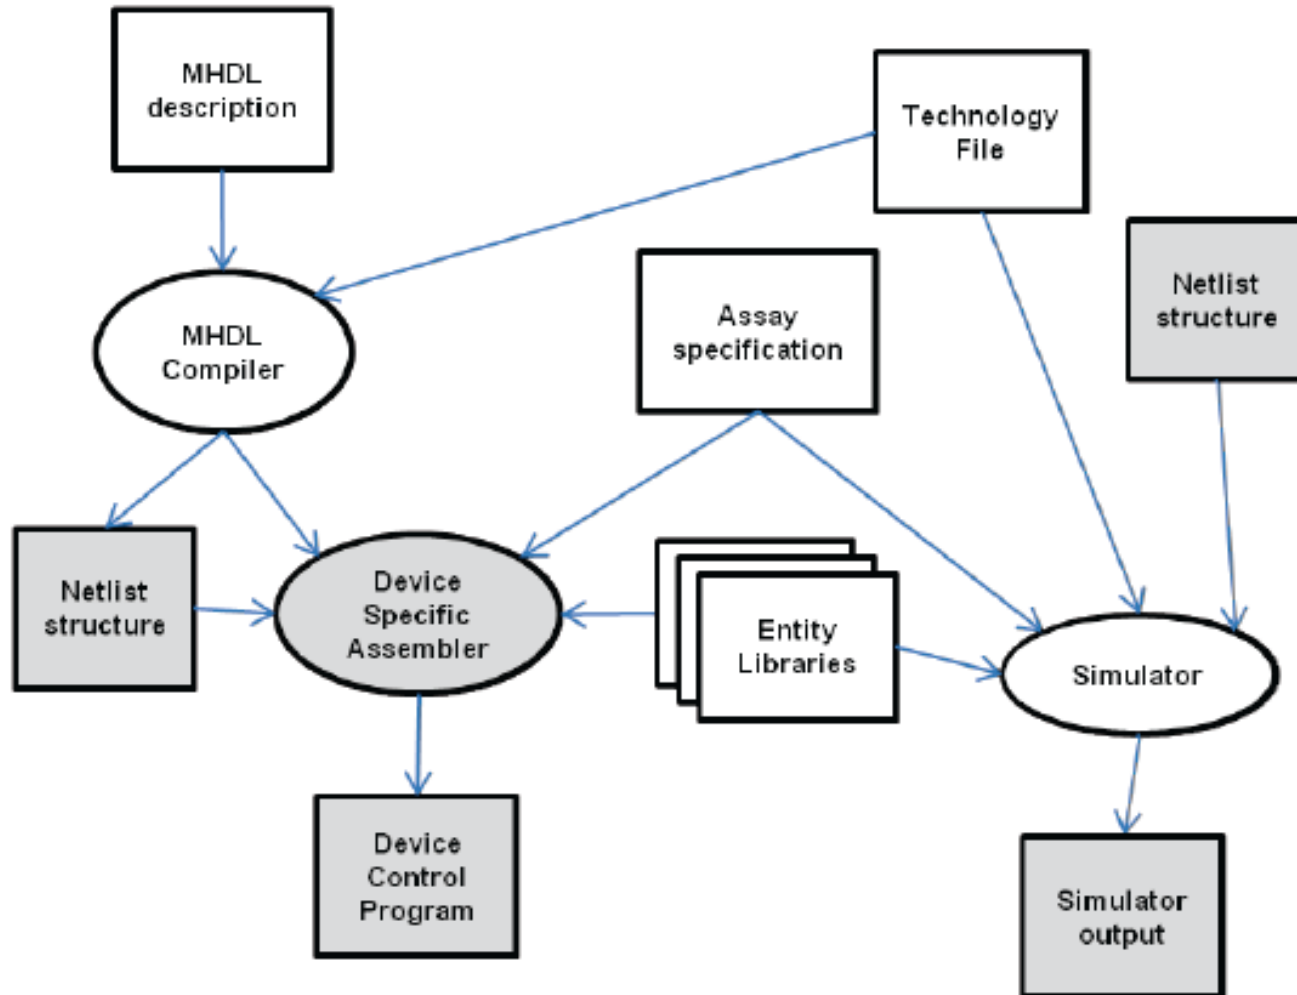 MHDL
description
Technology
File
Netlist
structure
Assay
specification
MHDL
Compiler
Netlist
structure
Device
Specific
Assembler
Entity
Libraries
Simulator
Device
Control
Program
Simulator
output